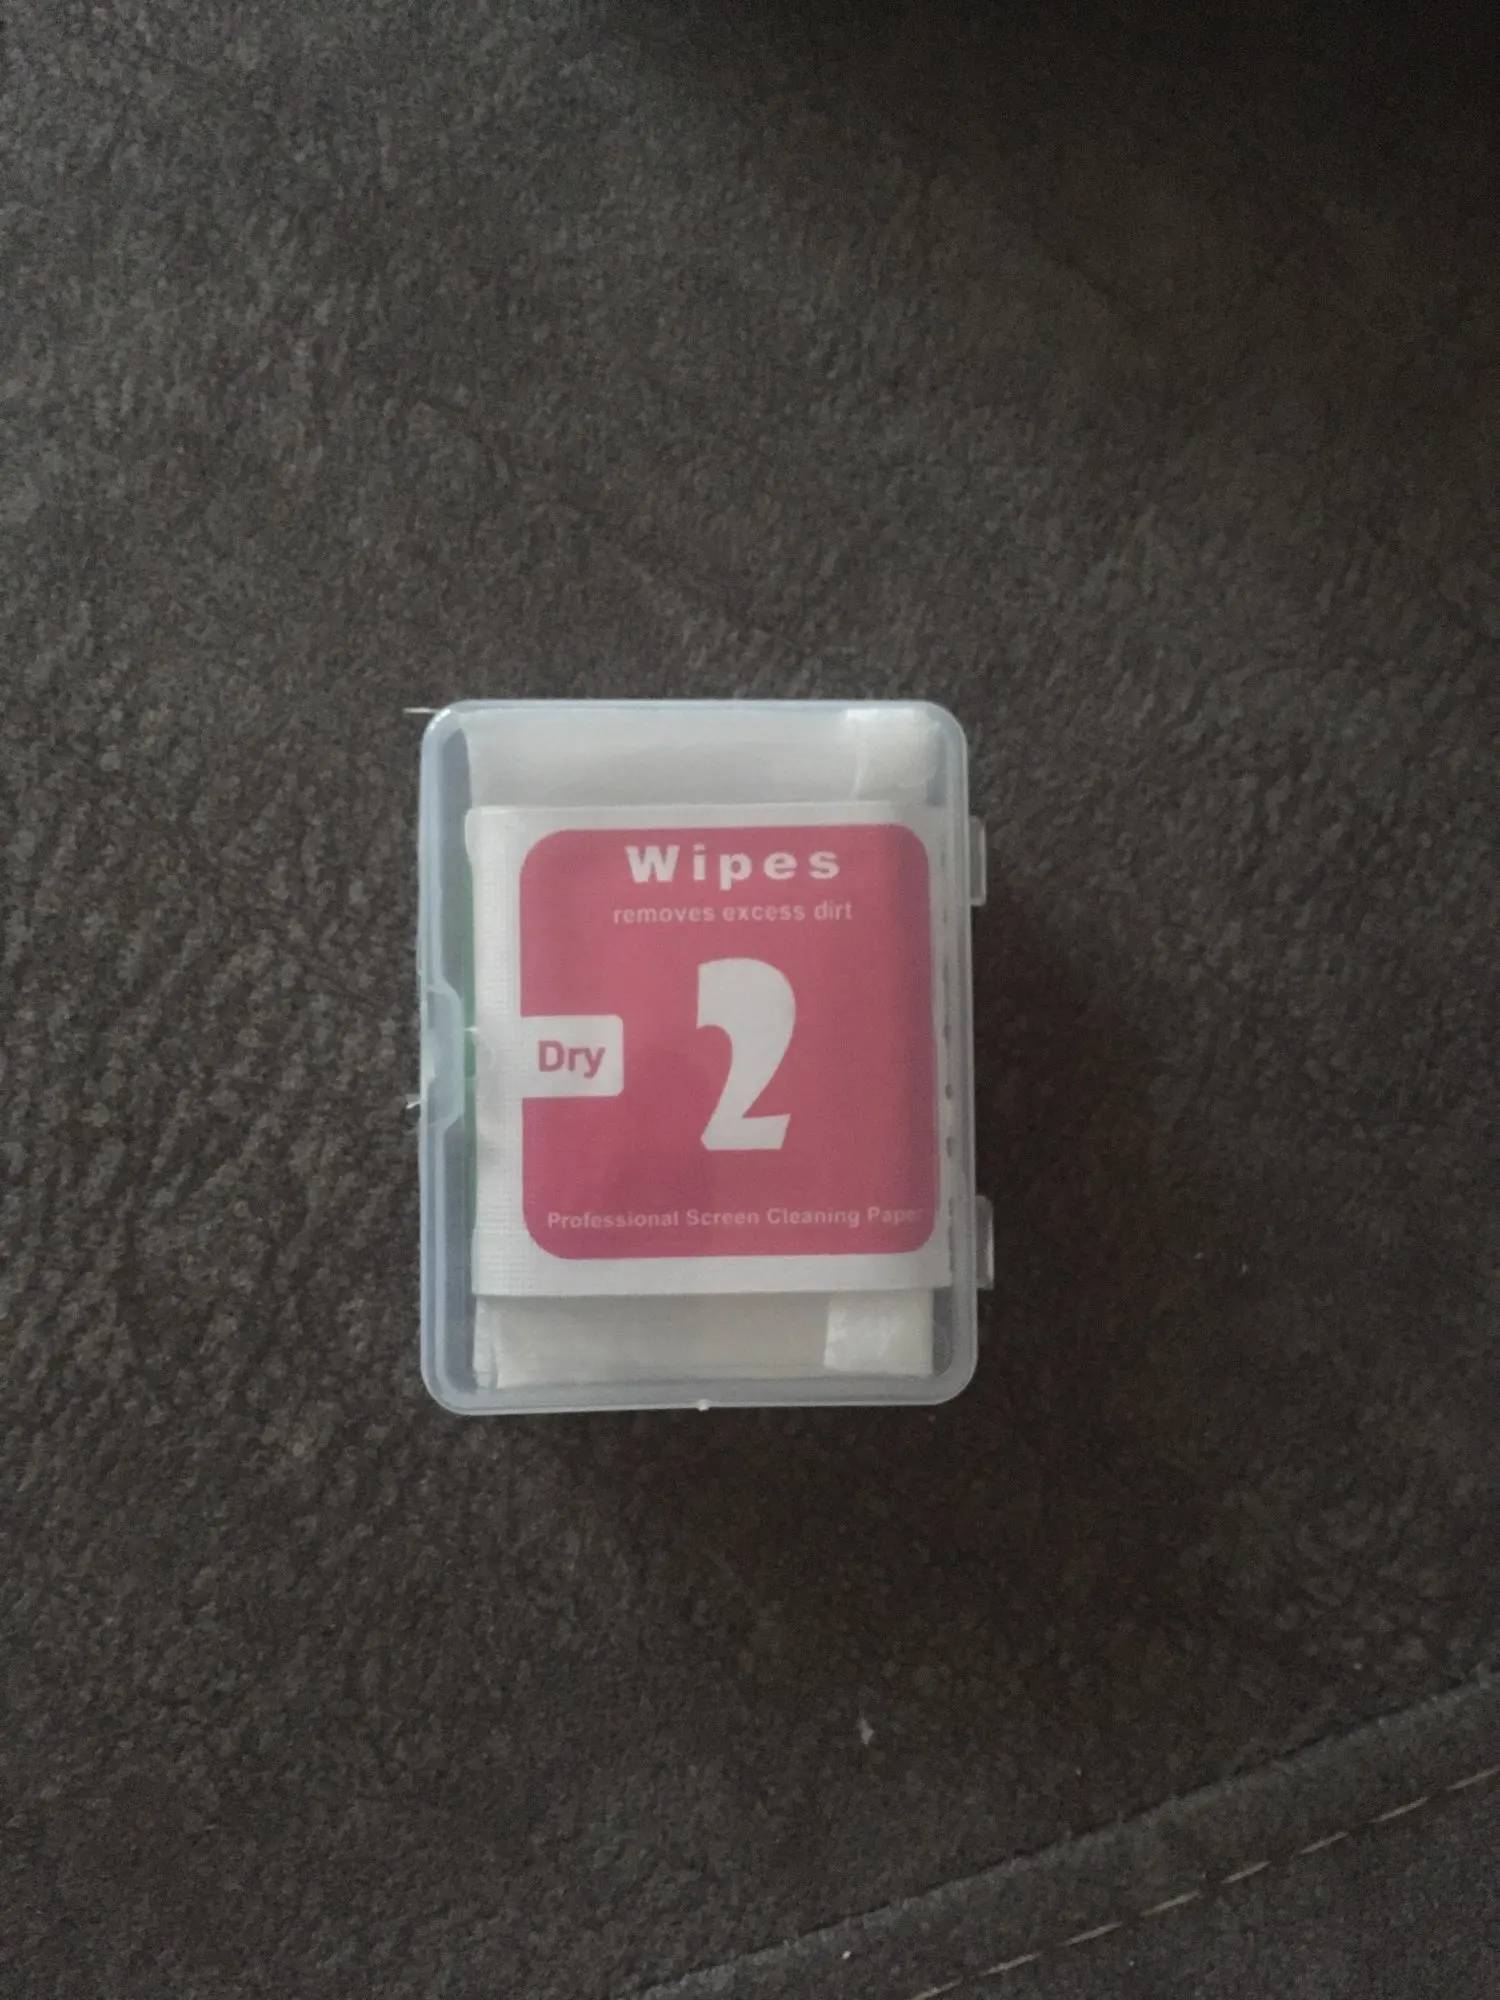 Wipes
removes excess dirt
2
Dry
Professional Screen Cleaning Paper